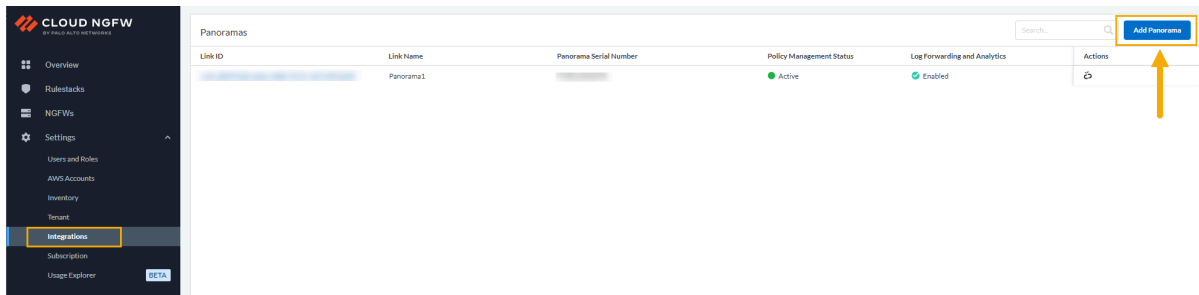 CLOUD NGFW
BY PALO ALTO NETWORKS
Overview
Rulestacks
NGFWs
Settings
Users and Roles
AWS Accounts
Inventory
Tenant
Integrations
Subscription
Usage Explorer BETA
Panoramas Search... Add Panorama
Link ID Link Name Panorama Serial Number Policy Management Status Log Forwarding and Analytics Actions
Panorama1 Active Enabled